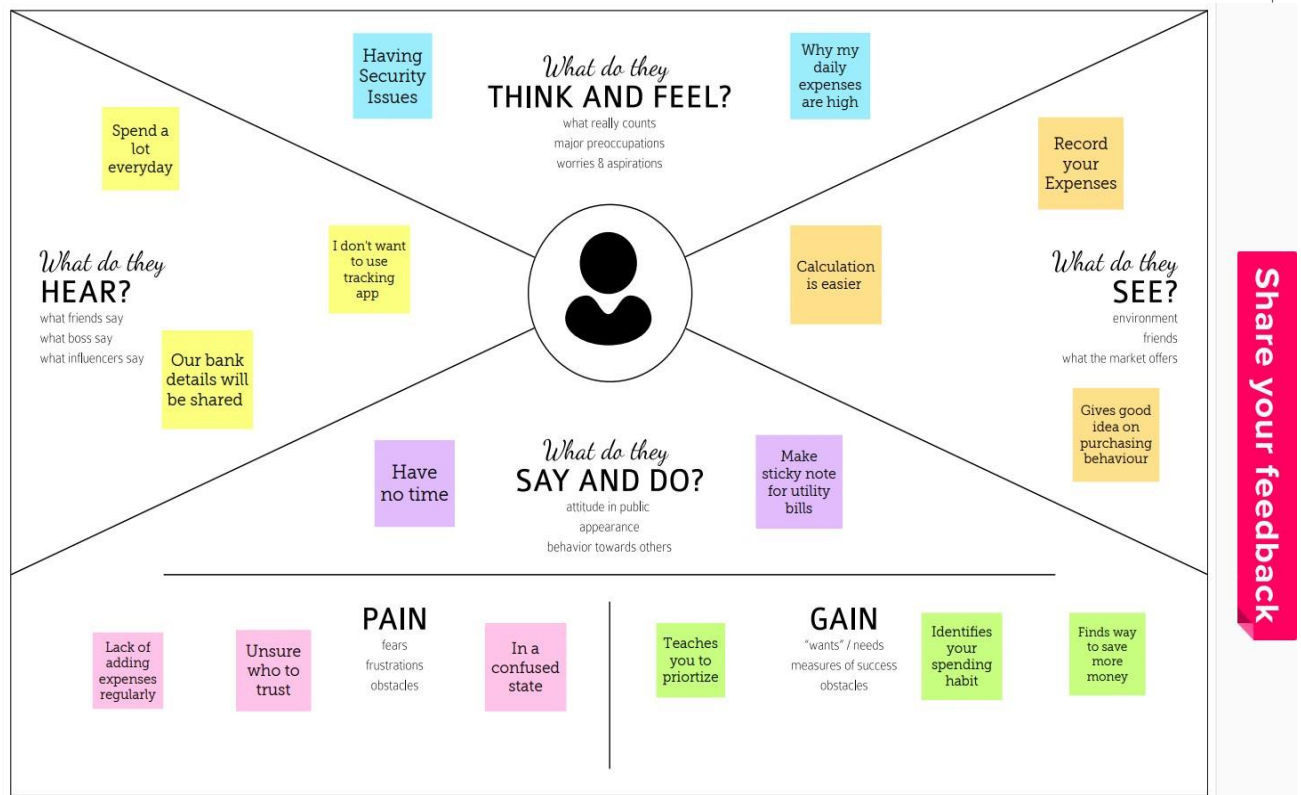 Having
Security
Issues
What do they
THINK AND FEEL?
what really counts
major preoccupations
worries & aspirations
Why my
daily
expenses
are high
Spend a
lot
everyday
I don't want
to use
tracking
app
What do they
HEAR?
what friends say
what boss say
what influencers say
Our bank
details will
be shared
Record
your
Expenses
Calculation
is easier
What do they
SEE?
environment
friends
what the market offers
Gives good
idea on
purchasing
behaviour
Have
no time
What do they
SAY AND DO?
attitude in public
appearance
behavior towards others
Make
sticky note
for utility
bills
PAIN
fears
frustrations
obstacles
Lack of
adding
expenses
regularly
Unsure
who to
trust
In a
confused
state
GAIN
"wants" / needs
measures of success
obstacles
Teaches
you to
priortize
Identifies
your
spending
habit
Finds way
to save
more
money
Share your feedback